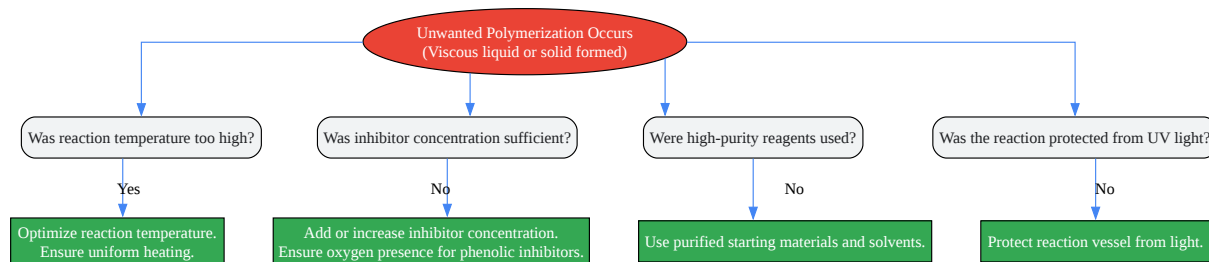 Unwanted Polymerization Occurs
(Viscous liquid or solid formed)
Was reaction temperature too high?
Was inhibitor concentration sufficient?
Were high-purity reagents used?
Was the reaction protected from UV light?
Yes
No
No
No
Optimize reaction temperature.
Ensure uniform heating.
Add or increase inhibitor concentration.
Ensure oxygen presence for phenolic inhibitors.
Use purified starting materials and solvents.
Protect reaction vessel from light.